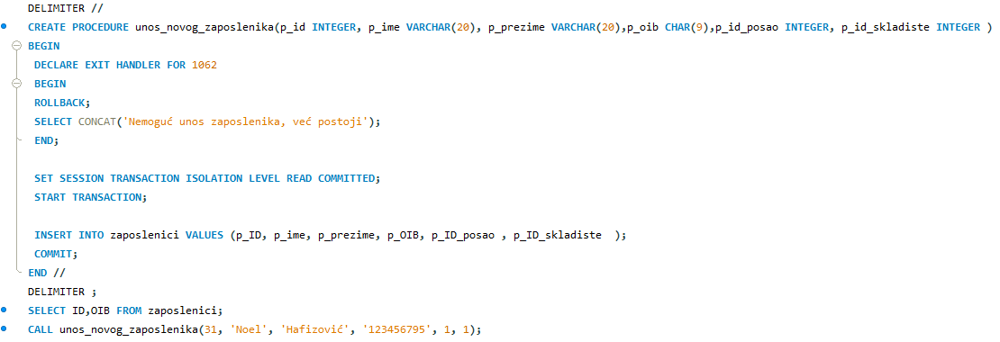 DELIMITER //
CREATE PROCEDURE unos_novog_zaposlenika(p_id INTEGER, p_ime VARCHAR(20), p_prezime VARCHAR(20),p_oib CHAR(9),p_id_posao INTEGER, p_id_skladiste INTEGER )
BEGIN
DECLARE EXIT HANDLER FOR 1062
BEGIN
ROLLBACK;
SELECT CONCAT('Nemoguć unos zaposlenika, već postoji');
END;
SET SESSION TRANSACTION ISOLATION LEVEL READ COMMITTED;
START TRANSACTION;
INSERT INTO zaposlenici VALUES (p_ID, p_ime, p_prezime, p_OIB, p_ID_posao , p_ID_skladiste  );
COMMIT;
END //
DELIMITER ;
SELECT ID,OIB FROM zaposlenici;
CALL unos_novog_zaposlenika(31, 'Noel', 'Hafizović', '123456795', 1, 1);